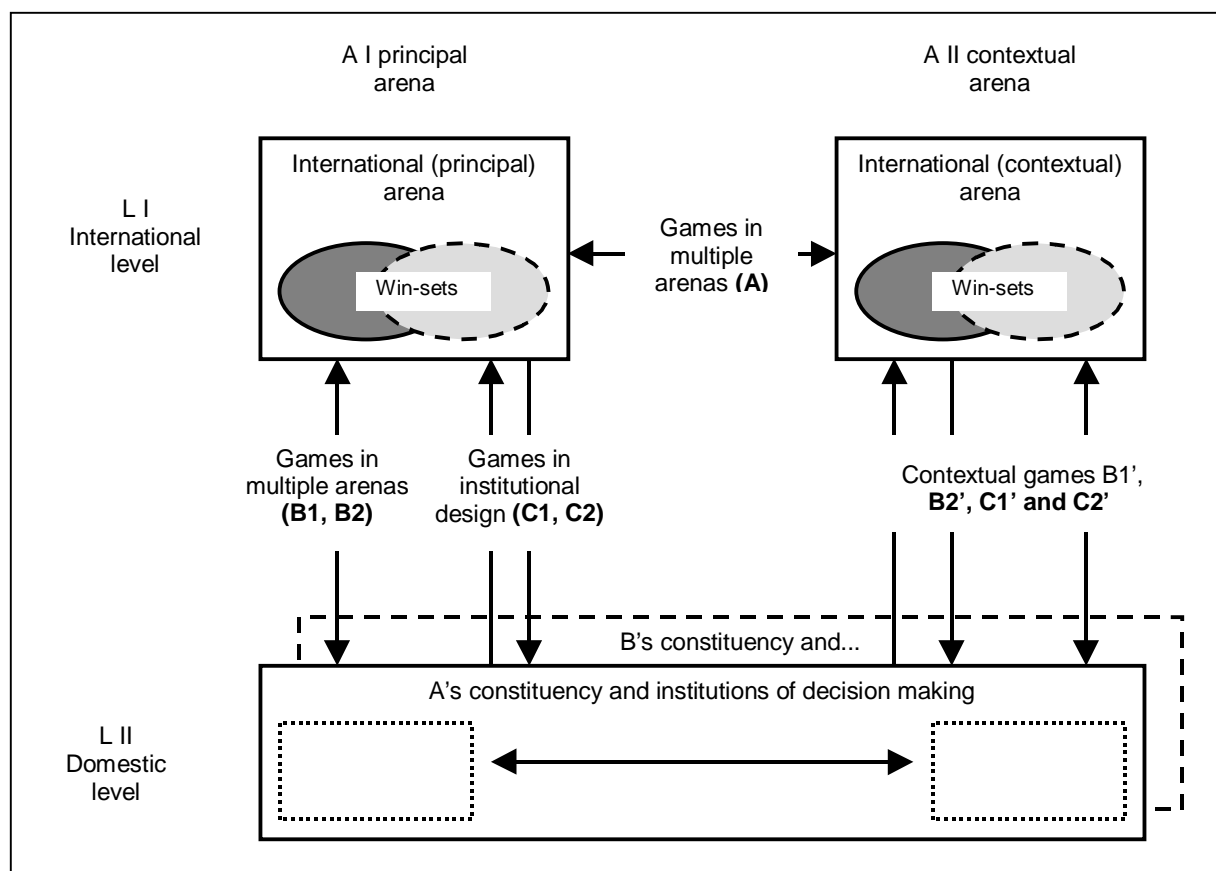 A I principal
arena
A II contextual
arena
International (principal)
arena
International (contextual)
arena
L I
International
level
Games in
multiple
arenas (A)
Win-sets
Win-sets
Games in
multiple arenas
(B1, B2)
Games in
institutional
design (C1, C2)
Contextual games B1’,
B2’, C1’ and C2’
B’s constituency and...
A’s constituency and institutions of decision making
L II
Domestic
level